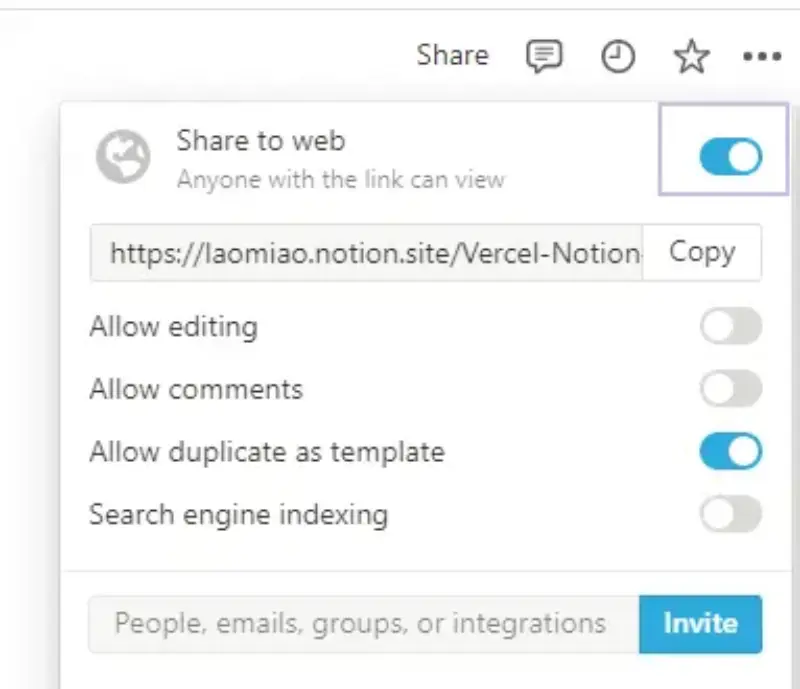 Share
Share to web
Anyone with the link can view
https://laomiao.notion.site/Vercel-Notion- Copy
Allow editing
Allow comments
Allow duplicate as template
Search engine indexing
People, emails, groups, or integrations Invite